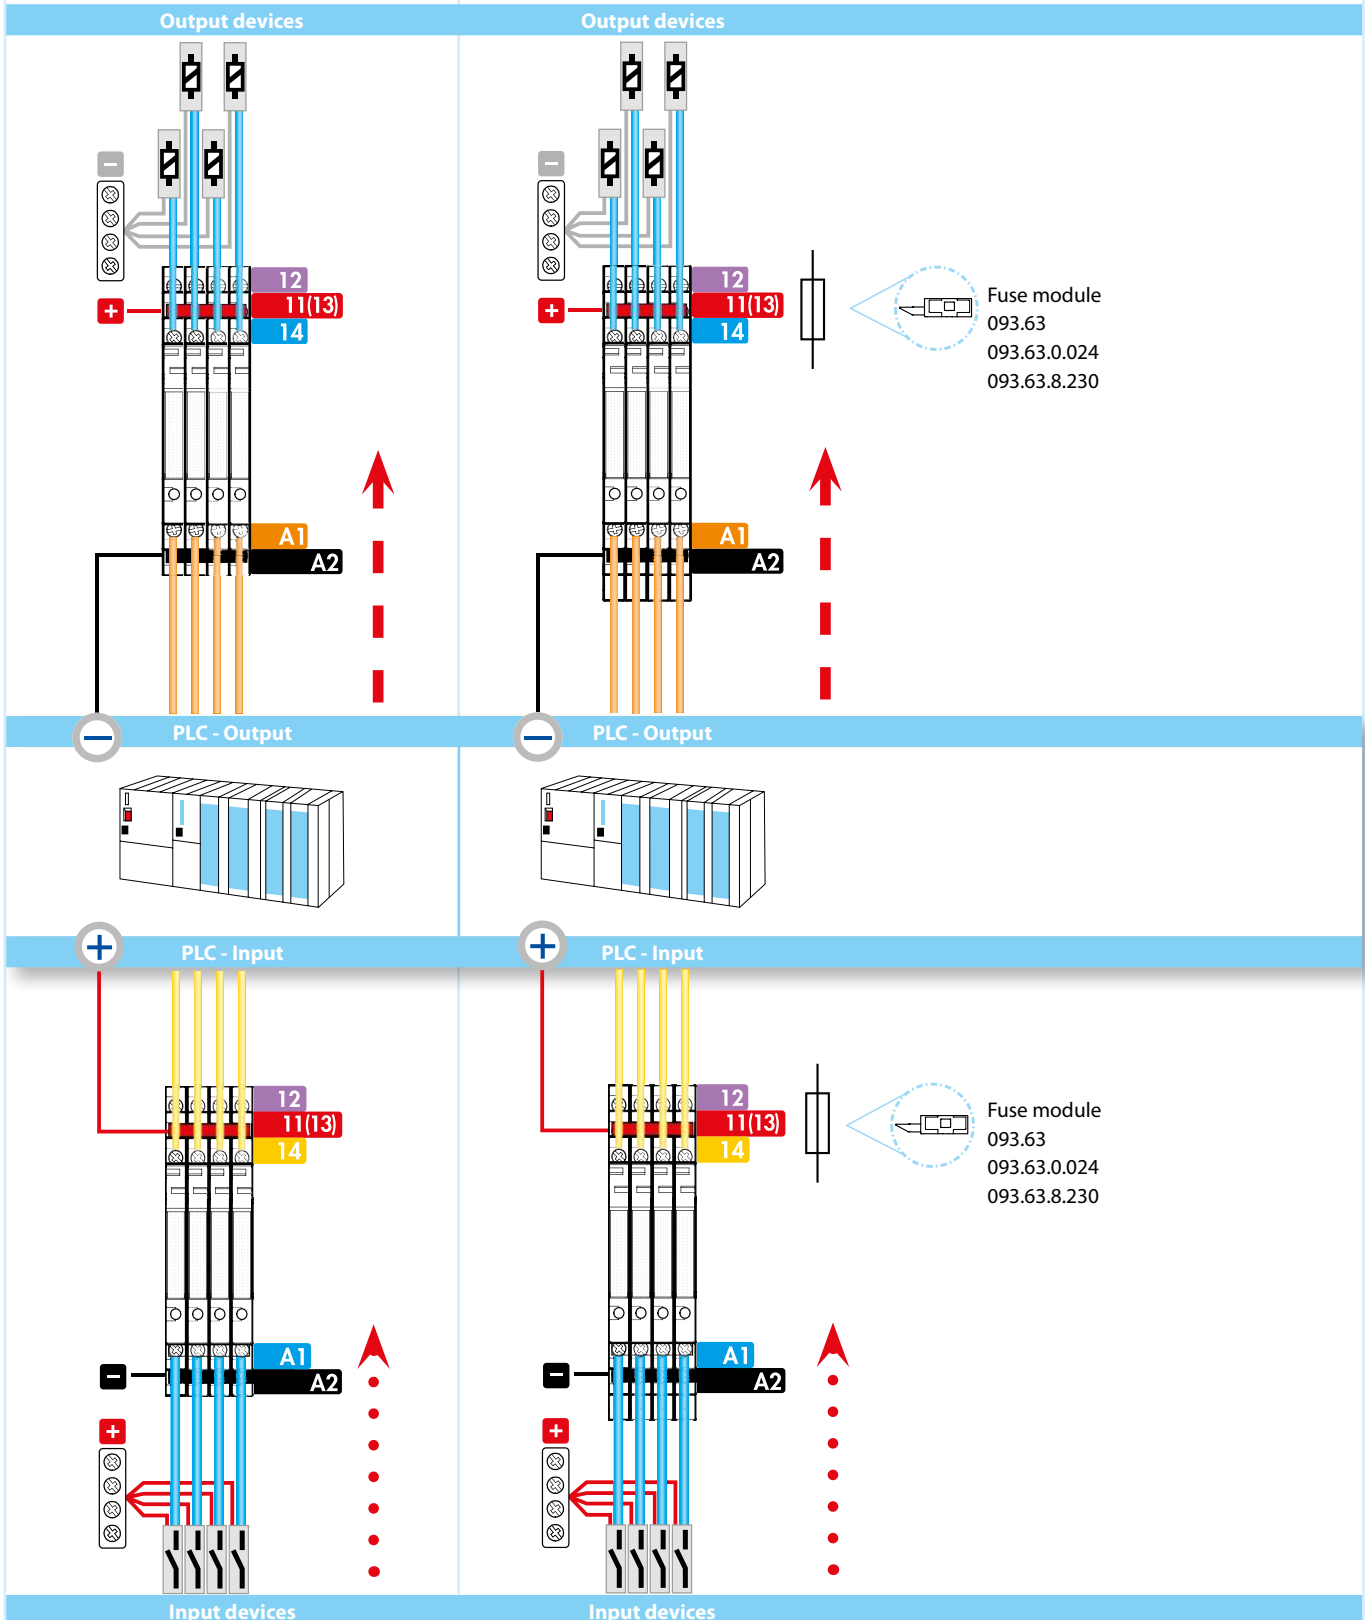 Output devices
Output devices
−
−
12
11(13)
14
+
12
11(13)
14
+
Fuse module
093.63
093.63.0.024
093.63.8.230
A1
A2
A1
A2
−
PLC - Output
−
PLC - Output
+
PLC - Input
+
PLC - Input
12
11(13)
14
12
11(13)
14
Fuse module
093.63
093.63.0.024
093.63.8.230
A1
A2
−
A1
A2
−
+
+
Input devices
Input devices